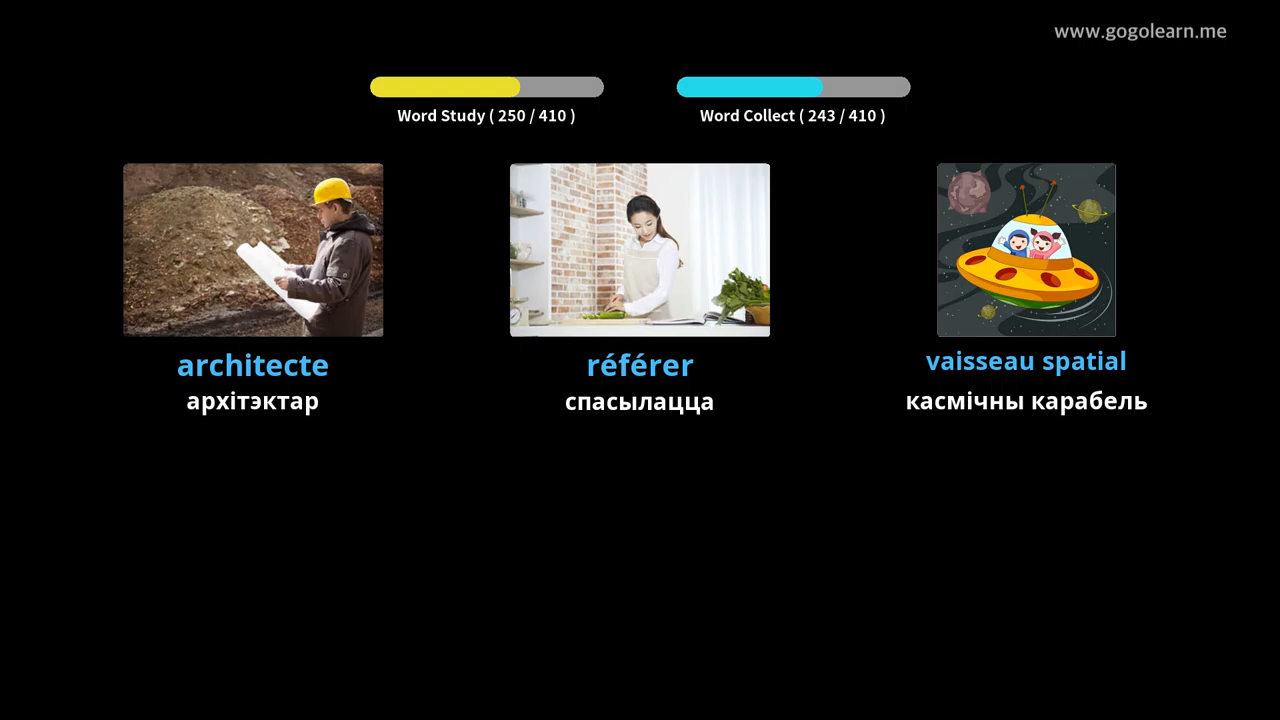 www.gogolearn.me
Word Study ( 250 / 410 )
Word Collect ( 243 / 410 )
architecte
référer
vaisseau spatial
архітэктар
спасылацца
касмічны карабель